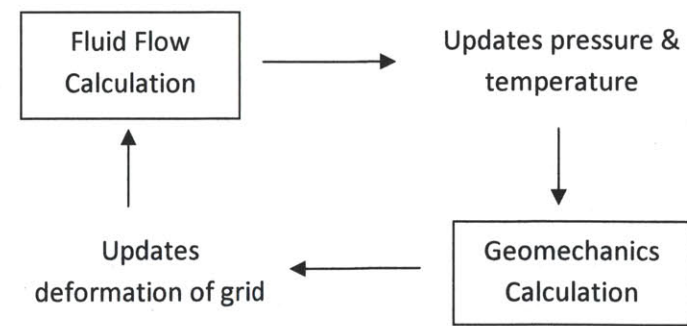 Fluid Flow
Calculation
Updates pressure &
temperature
Geomechanics
Calculation
Updates
deformation of grid